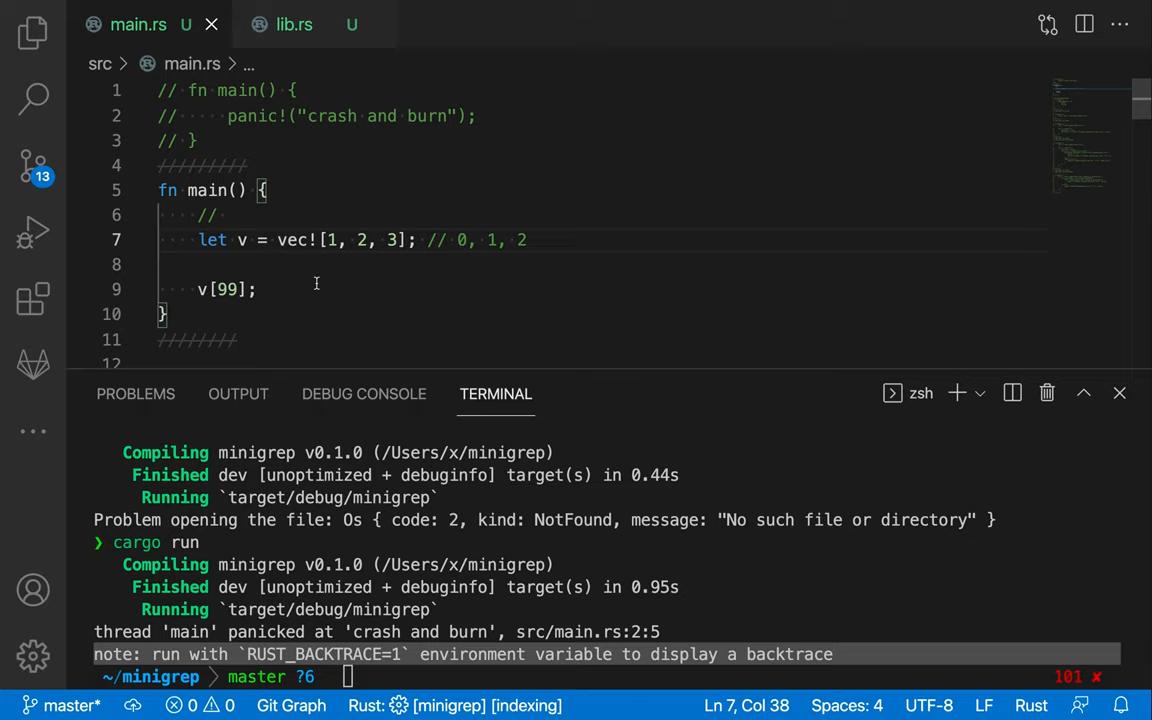 main.rs U
lib.rs U
src > main.rs > ...
1 // fn main() {
2 //     panic!("crash and burn");
3 // }
4 /////////
5 fn main() {
6     //
7     let v = vec![1, 2, 3]; // 0, 1, 2
8
9     v[99];
10 }
11 ////////
12
13
PROBLEMS OUTPUT DEBUG CONSOLE TERMINAL
zsh
Compiling minigrep v0.1.0 (/Users/x/minigrep)
Finished dev [unoptimized + debuginfo] target(s) in 0.44s
Running `target/debug/minigrep`
Problem opening the file: Os { code: 2, kind: NotFound, message: "No such file or directory" }
❯ cargo run
Compiling minigrep v0.1.0 (/Users/x/minigrep)
Finished dev [unoptimized + debuginfo] target(s) in 0.95s
Running `target/debug/minigrep`
thread 'main' panicked at 'crash and burn', src/main.rs:2:5
note: run with `RUST_BACKTRACE=1` environment variable to display a backtrace
~/minigrep master ?6 101 ✘
master* 0 0 Git Graph Rust: [minigrep] [indexing] Ln 7, Col 38 Spaces: 4 UTF-8 LF Rust